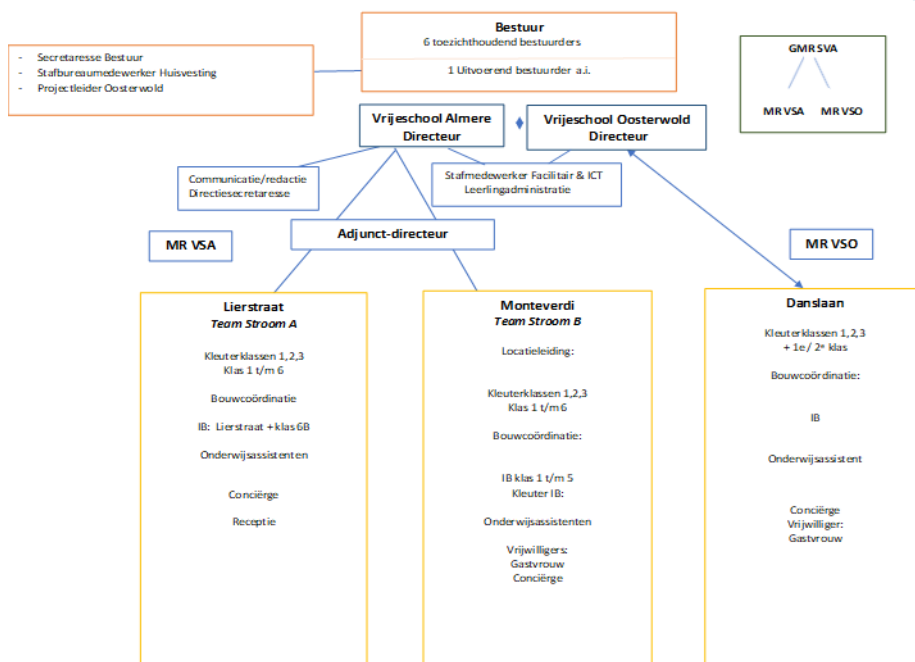 Bestuur
6 toezichthoudend bestuurders
1 Uitvoerend bestuurder a.i.
- Secretaresse Bestuur
- Stafbureaumedewerker Huisvesting
- Projectleider Oosterwold
GMR SVA
MR VSA
MR VSO
Vrijeschool Almere
Directeur
Vrijeschool Oosterwold
Directeur
Communicatie/redactie
Directiesecretaresse
Stafmedewerker Facilitair & ICT
Leerlingadministratie
Adjunct-directeur
MR VSA
MR VSO
Lierstraat
Team Stroom A
Kleuterklassen 1,2,3
Klas 1 t/m 6
Bouwcoördinatie
IB: Lierstraat + klas 6B
Onderwijsassistenten
Conciërge
Receptie
Monteverdi
Team Stroom B
Locatieleiding:
Kleuterklassen 1,2,3
Klas 1 t/m 6
Bouwcoördinatie:
IB klas 1 t/m 5
Kleuter IB:
Onderwijsassistenten
Vrijwilligers:
Gastvrouw
Conciërge
Danslaan
Kleuterklassen 1,2,3
+ 1e / 2e klas
Bouwcoördinatie:
IB
Onderwijsassistent
Conciërge
Vrijwilliger:
Gastvrouw